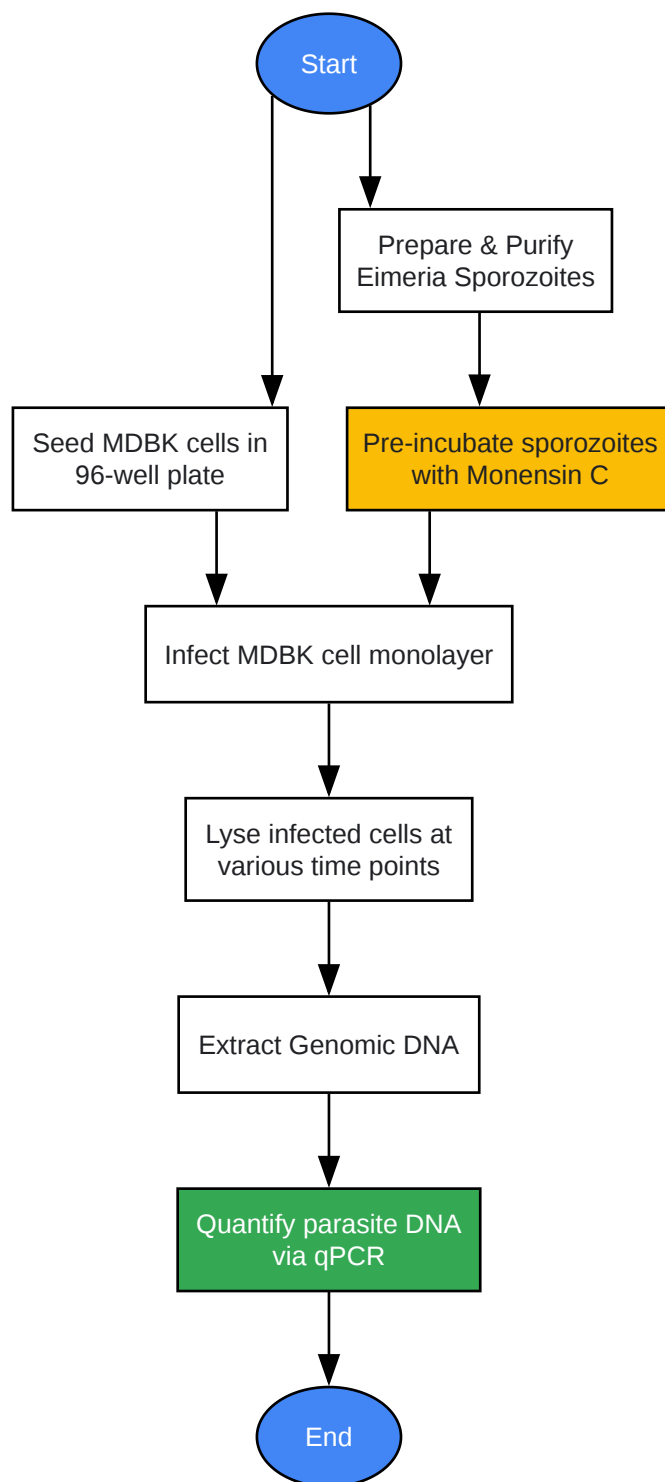 Start
Prepare & Purify
Eimeria Sporozoites
Seed MDBK cells in
96-well plate
Pre-incubate sporozoites
with Monensin C
Infect MDBK cell monolayer
Lyse infected cells at
various time points
Extract Genomic DNA
Quantify parasite DNA
via qPCR
End